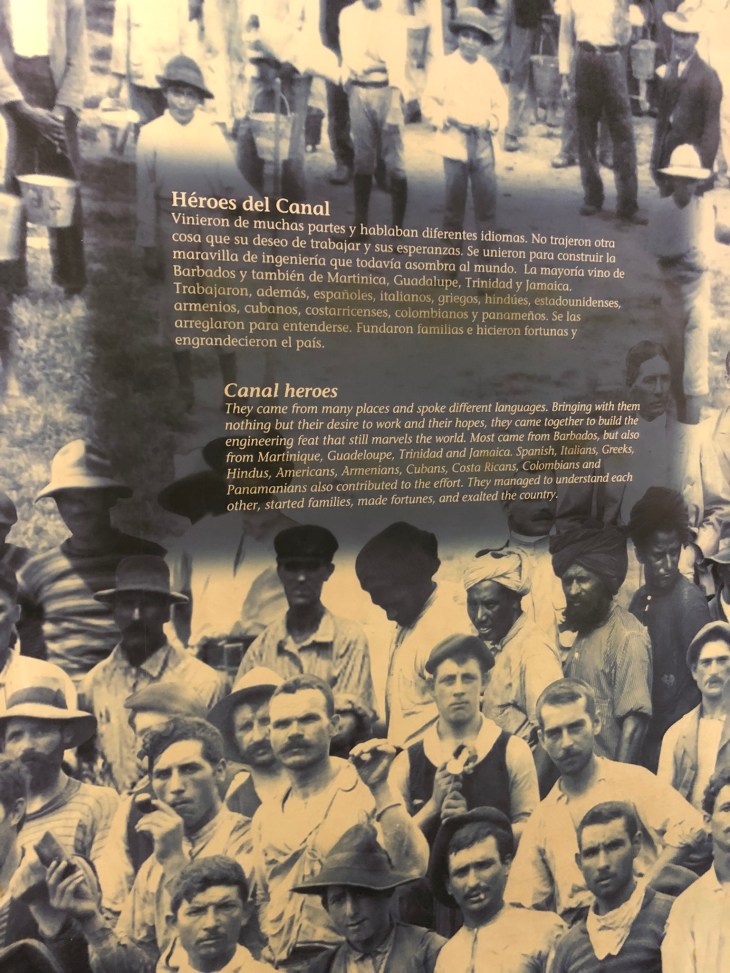 Héroes del Canal
Vinieron de muchas partes y hablaban diferentes idiomas. No trajeron otra
cosa que su deseo de trabajar y sus esperanzas. Se unieron para construir la
maravilla de ingeniería que todavía asombra al mundo. La mayoría vino de
Barbados y también de Martinica, Guadalupe, Trinidad y Jamaica.
Trabajaron, además, españoles, italianos, griegos, hindúes, estadounidenses,
armenios, cubanos, costarricenses, colombianos y panameños. Se las
arreglaron para entenderse. Fundaron familias e hicieron fortunas y
engrandecieron el país.
Canal heroes
They came from many places and spoke different languages. Bringing with them
nothing but their desire to work and their hopes, they came together to build the
engineering feat that still marvels the world. Most came from Barbados, but also
from Martinique, Guadeloupe, Trinidad and Jamaica. Spanish, Italians, Greeks,
Hindus, Americans, Armenians, Cubans, Costa Ricans, Colombians and
Panamanians also contributed to the effort. They managed to understand each
other, started families, made fortunes, and exalted the country.